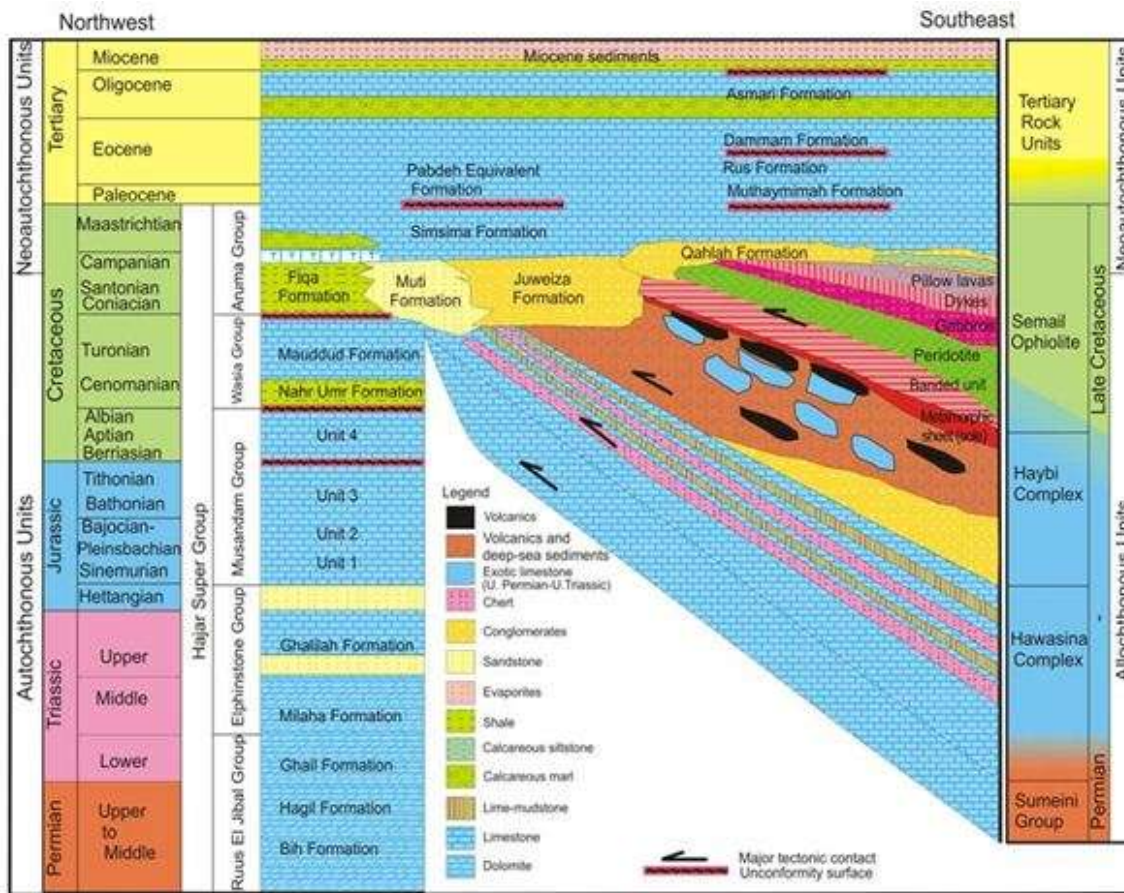 Northwest
Southeast
Neoautochthonous Units
Autochthonous Units
Tertiary
Cretaceous
Jurassic
Triassic
Permian
Miocene
Oligocene
Eocene
Paleocene
Maastrichtian
Campanian
Santonian
Coniacian
Turonian
Cenomanian
Albian
Aptian
Berriasian
Tithonian
Bathonian
Bajocian-
Pleinsbachian
Sinemurian
Hettangian
Upper
Middle
Lower
Upper
to
Middle
Hajar Super Group
Aruma Group
Wasia Group
Musandam Group
Elphinstone Group
Ruus El Jibal Group
Miocene sediments
Asmari Formation
Dammam Formation
Rus Formation
Muthaymimah Formation
Pabdeh Equivalent
Formation
Simsima Formation
Qahlah Formation
Fiqa
Formation
Muti
Formation
Juweiza
Formation
Pillow lavas
Dykes
Gabbros
Peridotite
Banded unit
Metamorphic
sheet (sole)
Mauddud Formation
Nahr Umr Formation
Unit 4
Unit 3
Unit 2
Unit 1
Ghalilah Formation
Milaha Formation
Ghail Formation
Hagil Formation
Bih Formation
Legend
Volcanics
Volcanics and
deep-sea sediments
Exotic limestone
(U. Permian-U.Triassic)
Chert
Conglomerates
Sandstone
Evaporites
Shale
Calcareous siltstone
Calcareous marl
Lime-mudstone
Limestone
Dolomite
Major tectonic contact
Unconformity surface
Tertiary
Rock
Units
Semail
Ophiolite
Haybi
Complex
Hawasina
Complex
Sumeini
Group
Late Cretaceous
-
Permian
Neoautochthonous Units
Allochthonous Units